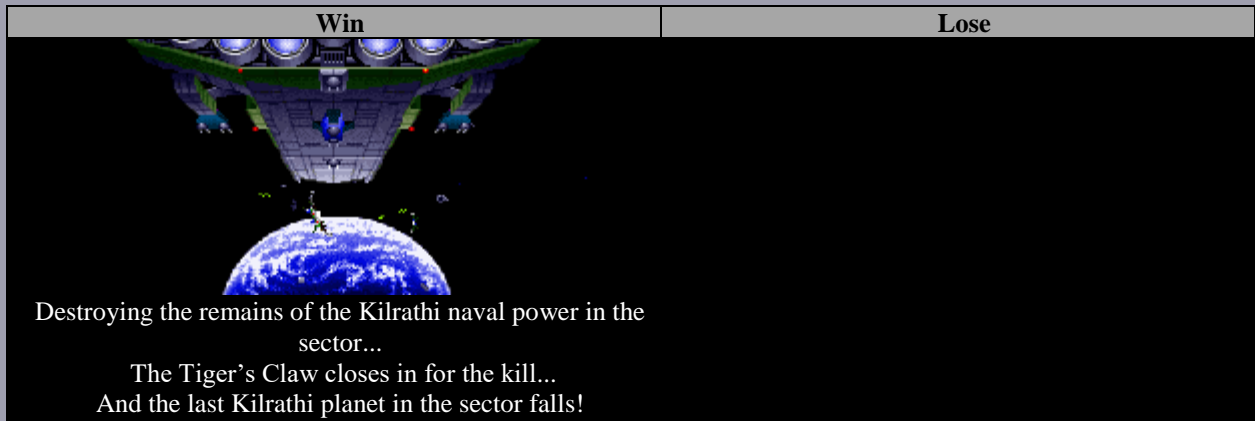 Win
Lose
Destroying the remains of the Kilrathi naval power in the
sector...
The Tiger’s Claw closes in for the kill...
And the last Kilrathi planet in the sector falls!